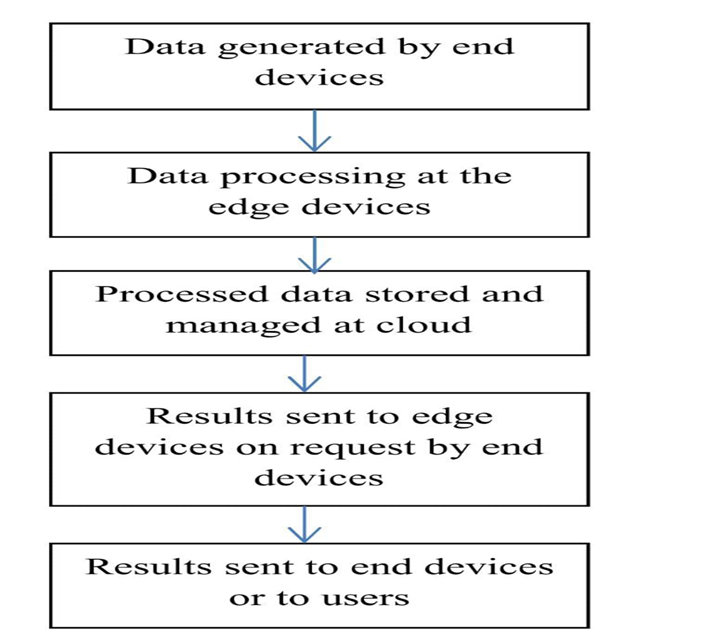 Data generated by end
devices
Data processing at the
edge devices
Processed data stored and
managed at cloud
Results sent to edge
devices on request by end
devices
Results sent to end devices
or to users